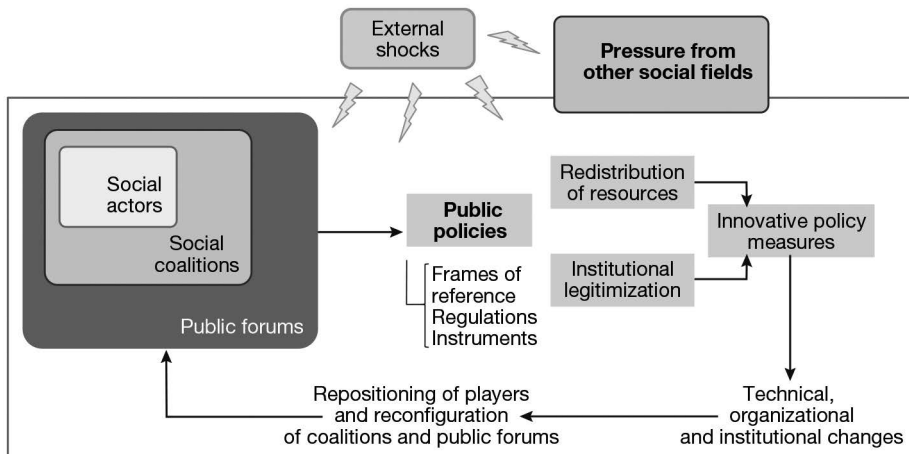 External
shocks
Pressure from
other social fields
Social
actors
Social
coalitions
Public forums
Public
policies
Frames of
reference
Regulations
Instruments
Redistribution
of resources
Institutional
legitimization
Innovative policy
measures
Technical,
organizational
and institutional changes
Repositioning of players
and reconfiguration
of coalitions and public forums